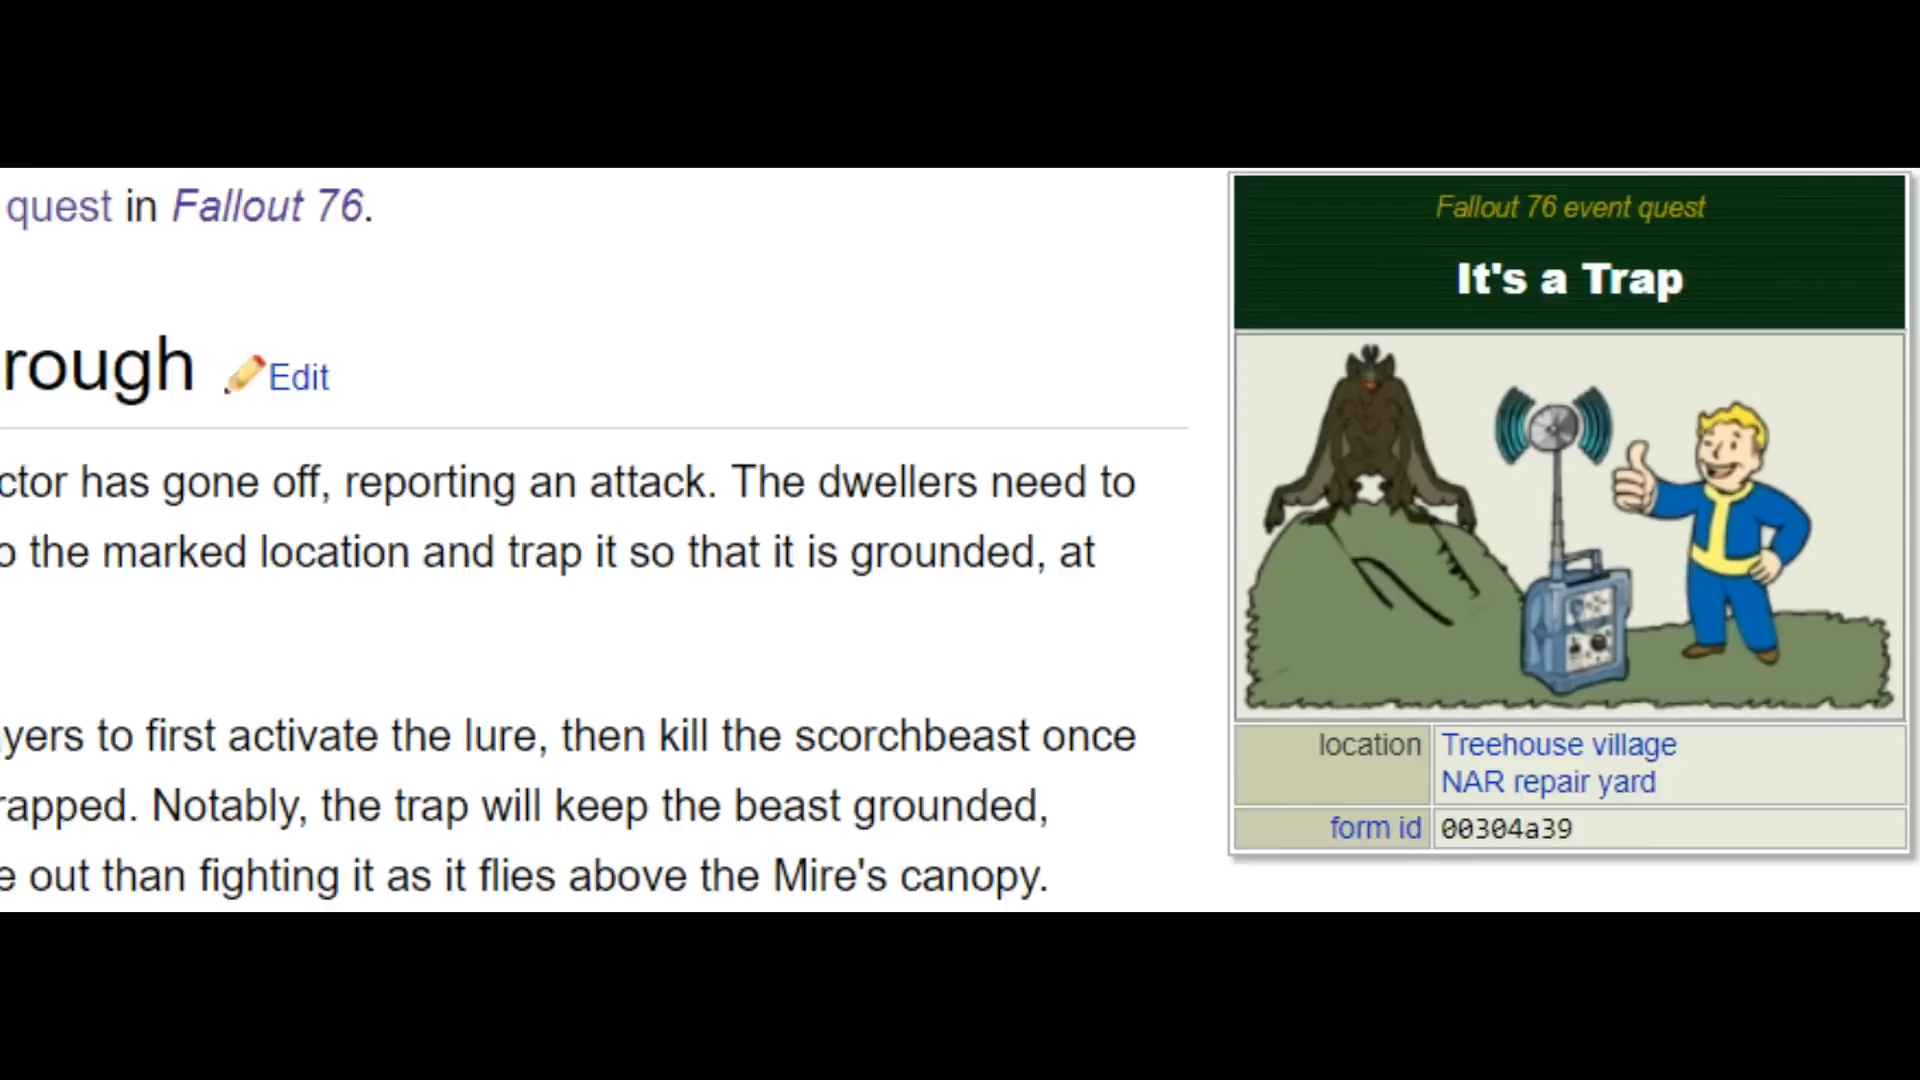 quest in Fallout 76.
rough Edit
ctor has gone off, reporting an attack. The dwellers need to
o the marked location and trap it so that it is grounded, at
yers to first activate the lure, then kill the scorchbeast once
rapped. Notably, the trap will keep the beast grounded,
e out than fighting it as it flies above the Mire's canopy.
Fallout 76 event quest
It's a Trap
location Treehouse village
NAR repair yard
form id 00304a39